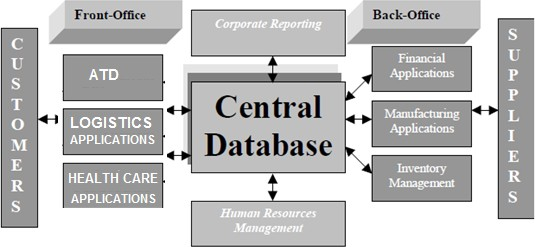 Front-Office
Corporate Reporting
Back-Office
CUSTOMERS
ATD
LOGISTICS
APPLICATIONS
HEALTH CARE
APPLICATIONS
Central
Database
Human Resources
Management
Financial
Applications
Manufacturing
Applications
Inventory
Management
SUPPLIERS